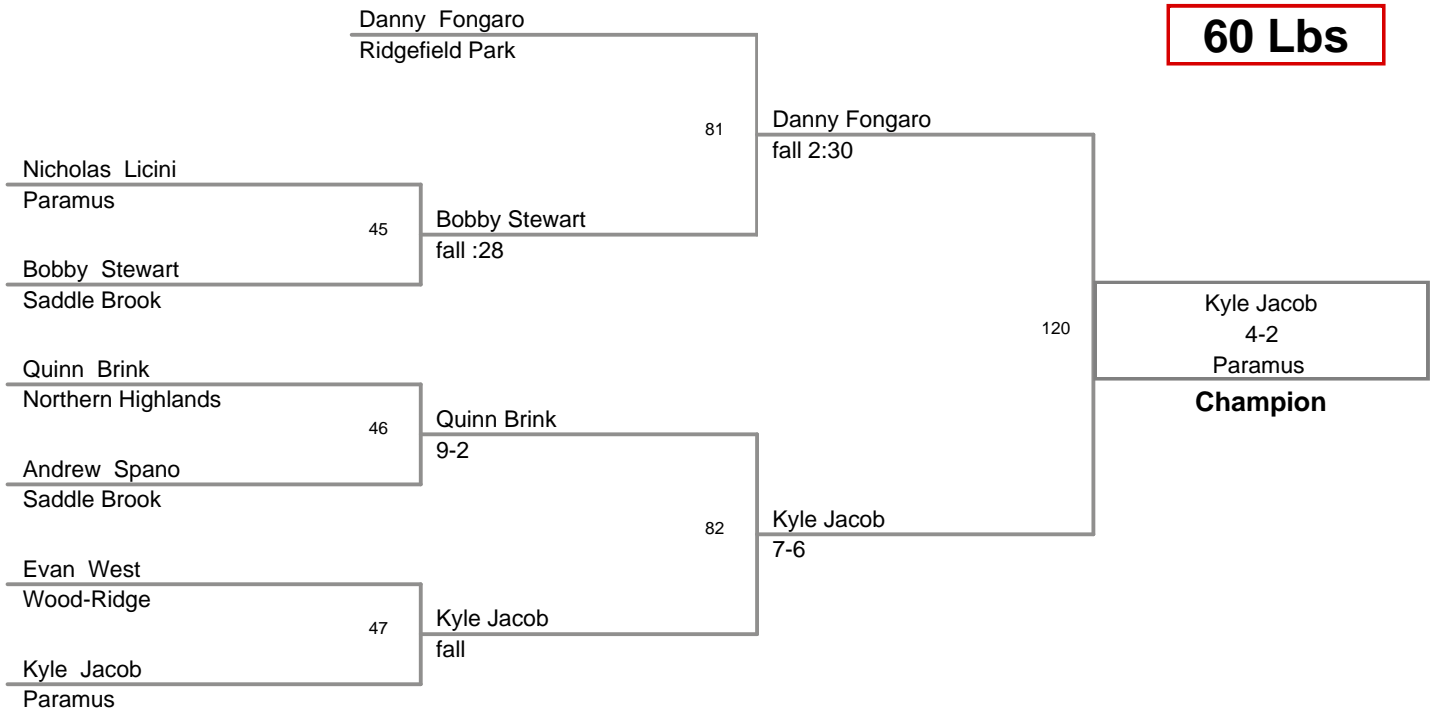 Danny Fongaro
Ridgefield Park
60 Lbs
81
Danny Fongaro
fall 2:30
Nicholas Licini
Paramus
45
Bobby Stewart
fall :28
Bobby Stewart
Saddle Brook
Kyle Jacob
4-2
Paramus
Champion
120
Quinn Brink
Northern Highlands
46
Quinn Brink
9-2
Andrew Spano
Saddle Brook
82
Kyle Jacob
7-6
Evan West
Wood-Ridge
47
Kyle Jacob
fall
Kyle Jacob
Paramus